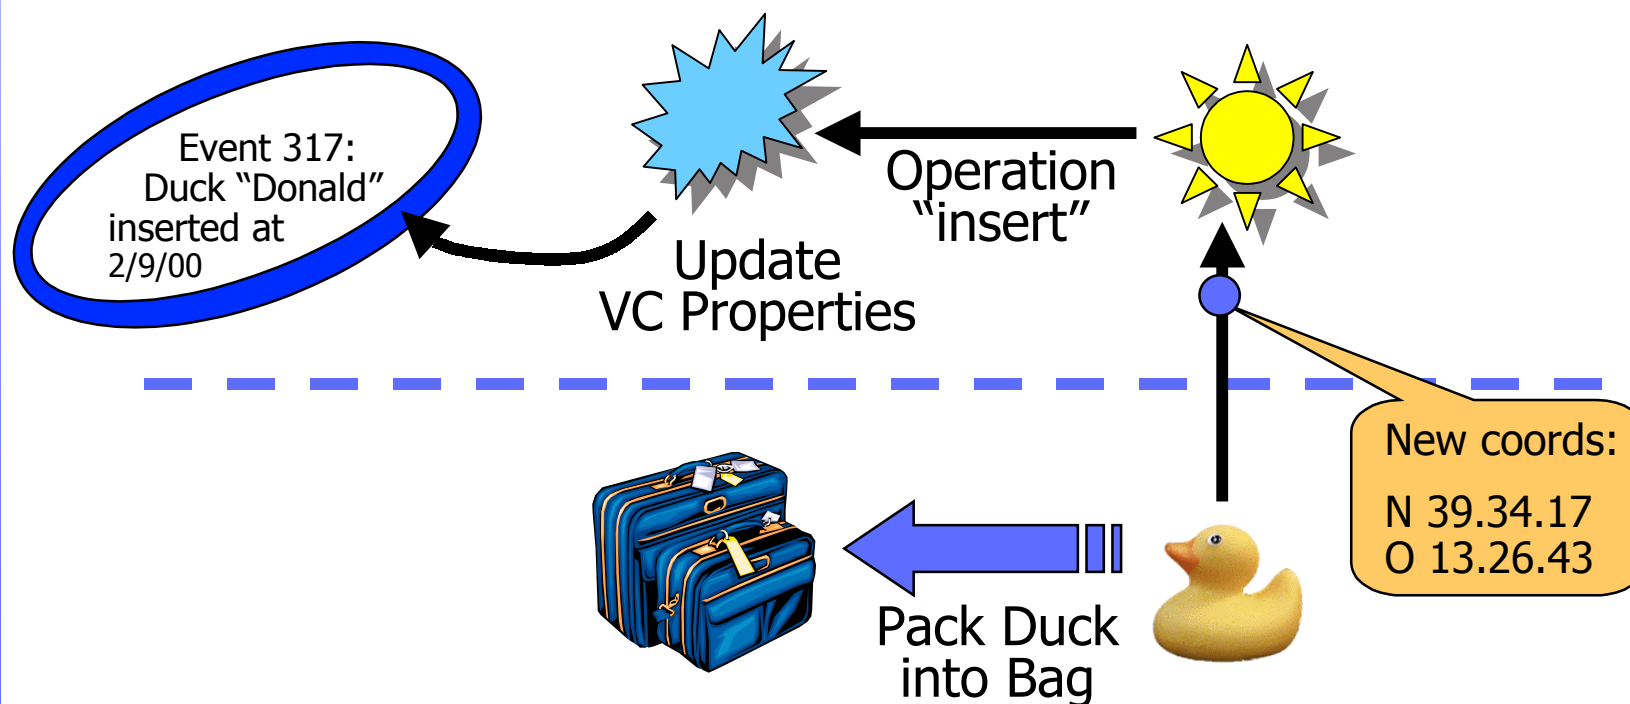 Event 317:
Duck “Donald”
inserted at
2/9/00
Operation
“insert”
Update
VC Properties
New coords:
N 39.34.17
O 13.26.43
Pack Duck
into Bag